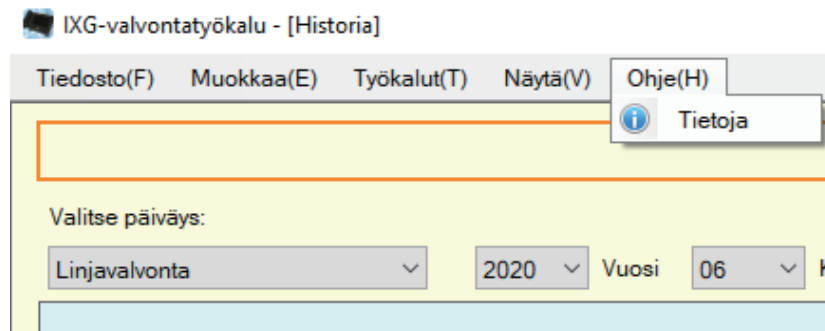 IXG-valvontatyökalu - [Historia]
Tiedosto(F) Muokkaa(E) Työkalut(T) Näytä(V) Ohje(H)
Tietoja
Valitse päiväys:
Linjavalvonta 2020 Vuosi 06